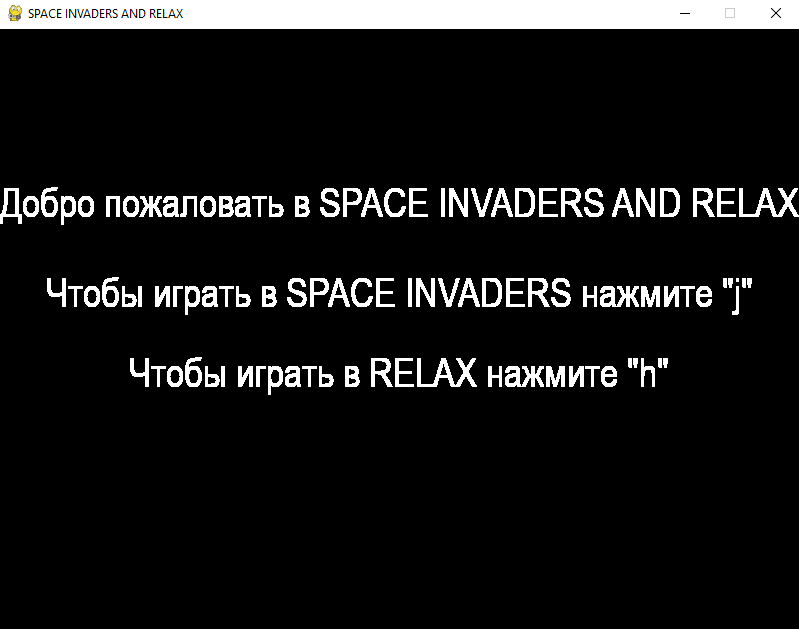 SPACE INVADERS AND RELAX
Добро пожаловать в SPACE INVADERS AND RELAX
Чтобы играть в SPACE INVADERS нажмите "j"
Чтобы играть в RELAX нажмите "h"